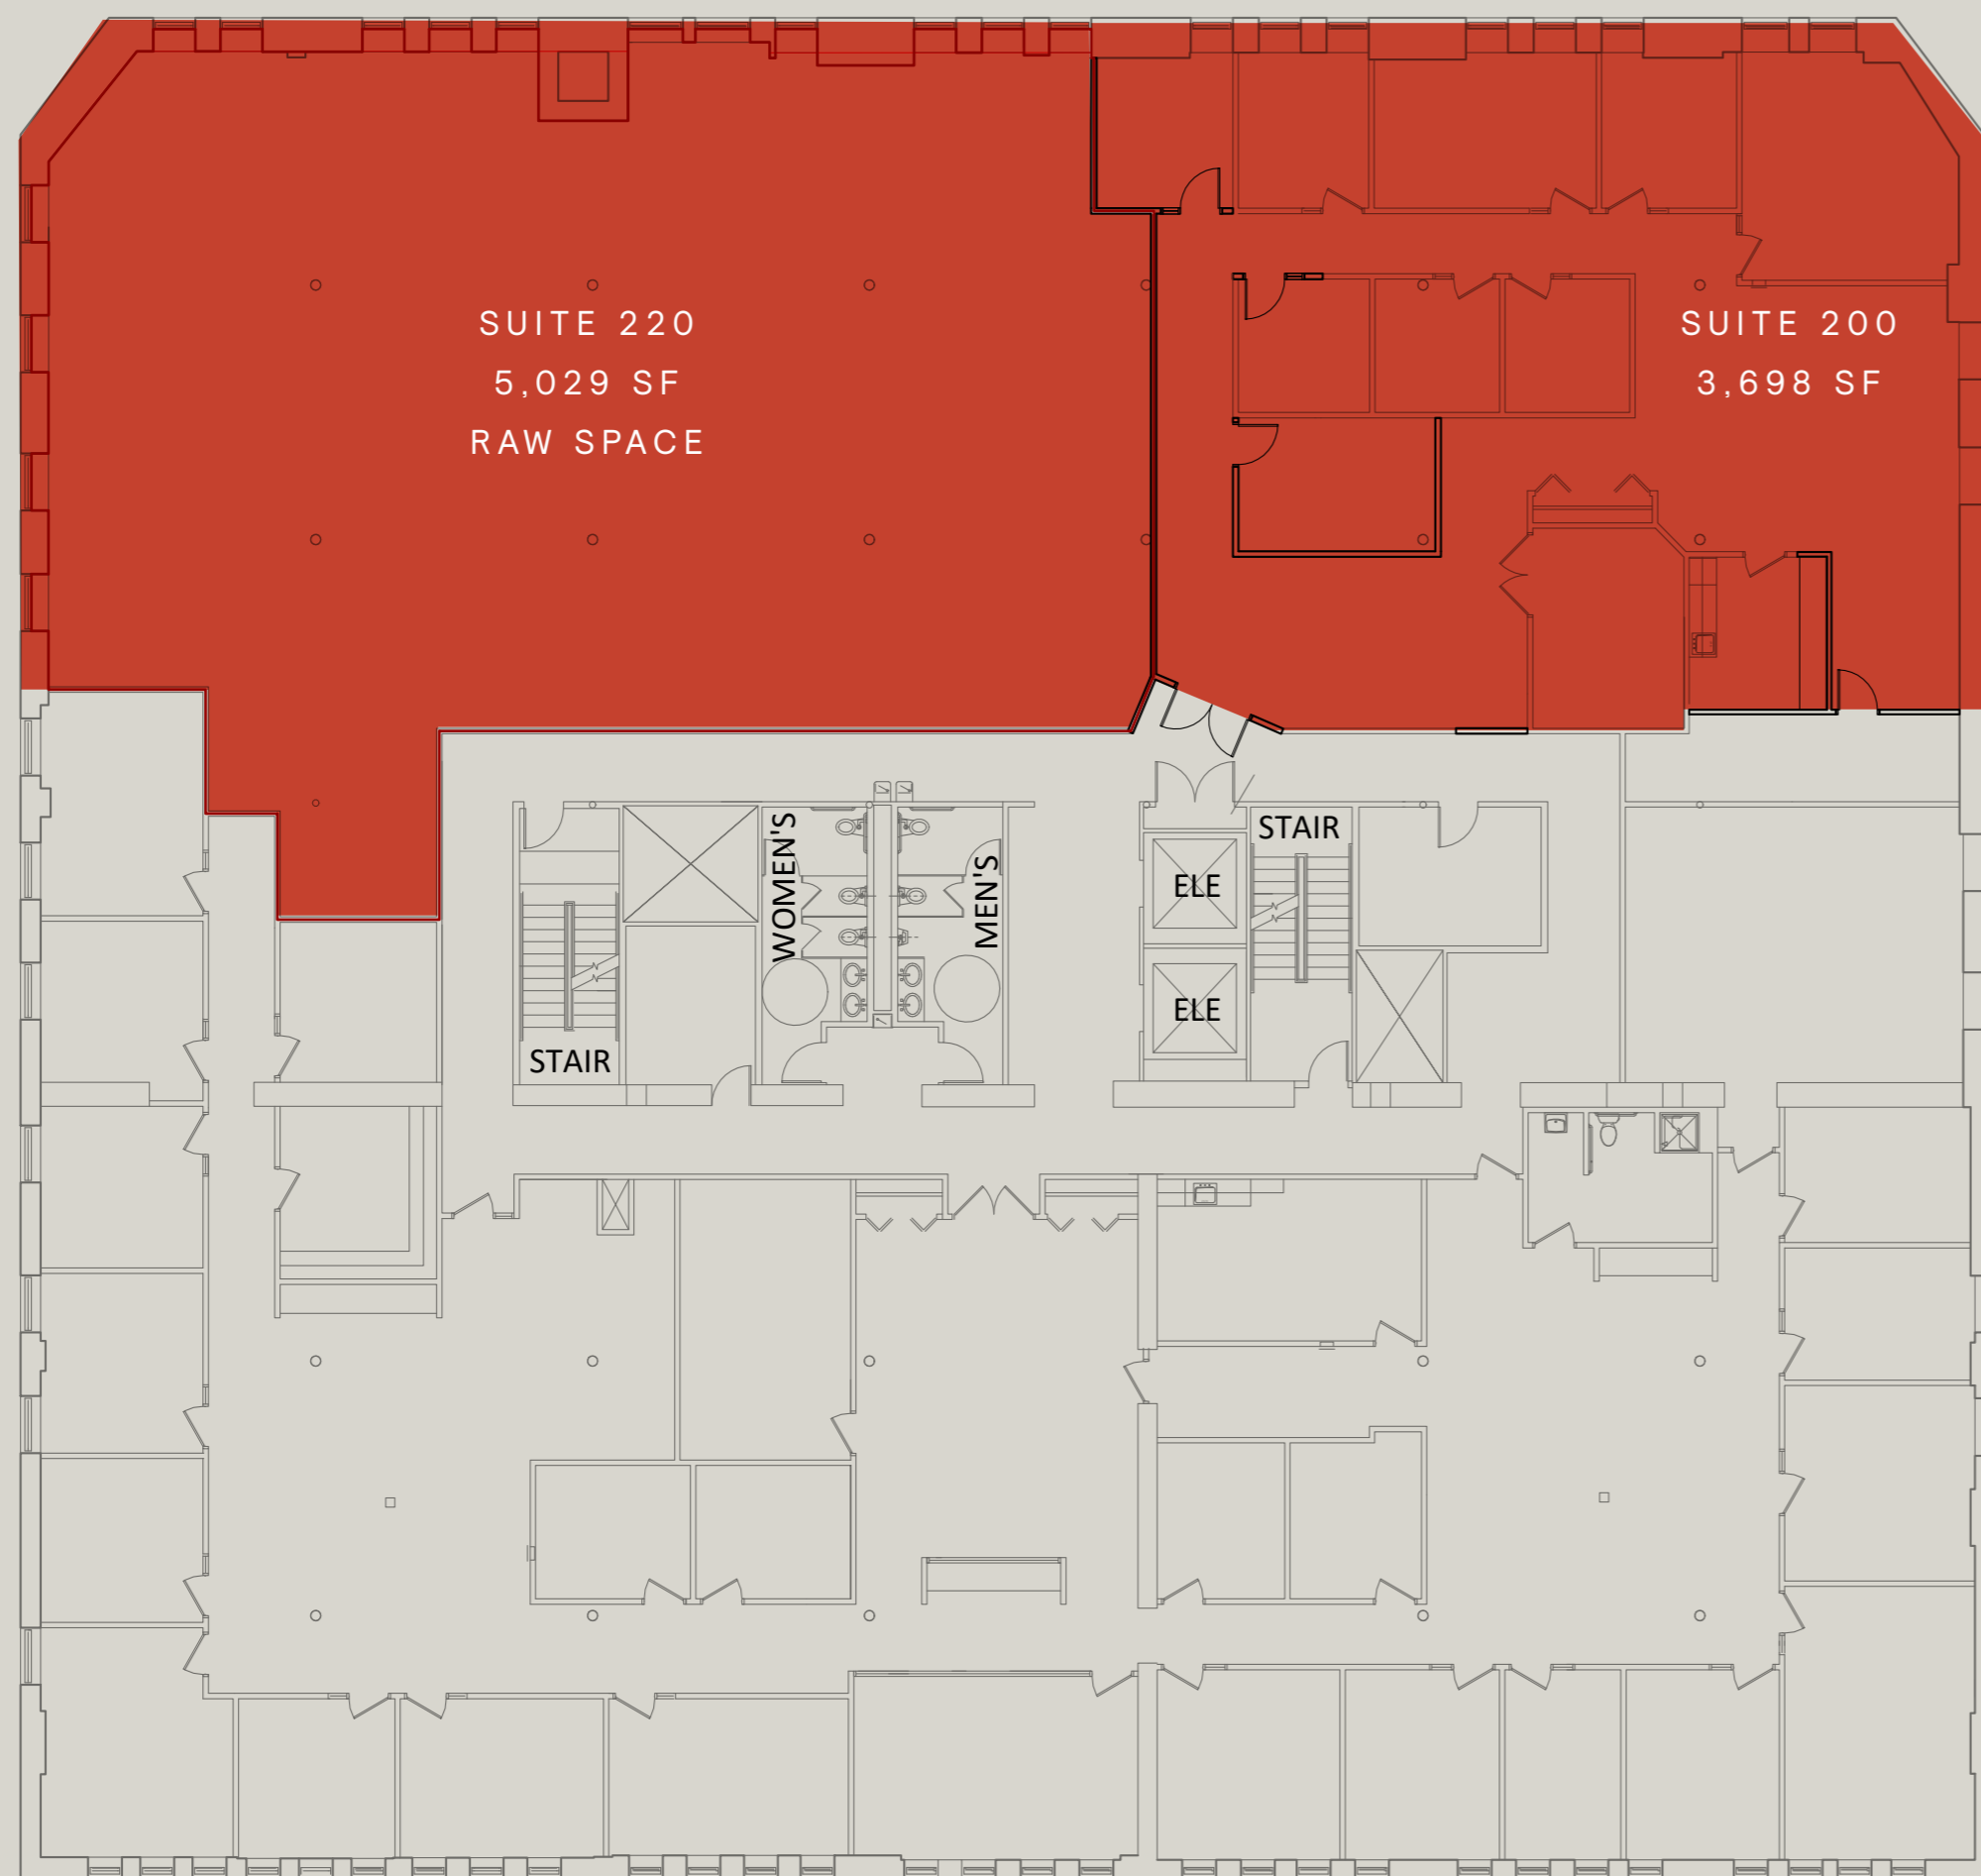 SUITE 220
5,029 SF
RAW SPACE
SUITE 200
3,698 SF
WOMEN'S
MEN'S
STAIR
ELE
ELE
STAIR